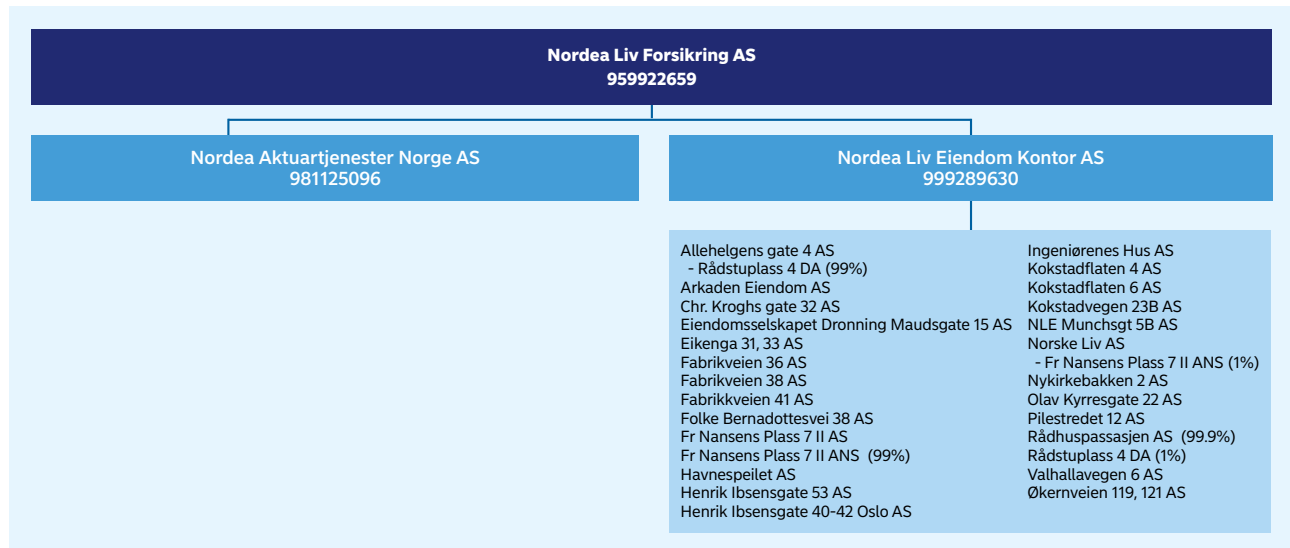 Nordea Liv Forsikring AS
959922659
Nordea Aktuartjenester Norge AS
981125096
Nordea Liv Eiendom Kontor AS
999289630
Allehelgens gate 4 AS
- Rådstuplass 4 DA (99%)
Arkaden Eiendom AS
Chr. Kroghs gate 32 AS
Eiendomsselskapet Dronning Maudsgate 15 AS
Eikenga 31, 33 AS
Fabrikveien 36 AS
Fabrikveien 38 AS
Fabrikkveien 41 AS
Folke Bernadottesvei 38 AS
Fr Nansens Plass 7 II AS
Fr Nansens Plass 7 II ANS (99%)
Havnespeilet AS
Henrik Ibsensgate 53 AS
Henrik Ibsensgate 40-42 Oslo AS
Ingeniørenes Hus AS
Kokstadflaten 4 AS
Kokstadflaten 6 AS
Kokstadvegen 23B AS
NLE Munchsgt 5B AS
Norske Liv AS
- Fr Nansens Plass 7 II ANS (1%)
Nykirkebakken 2 AS
Olav Kyrresgate 22 AS
Pilestredet 12 AS
Rådhuspassasjen AS (99.9%)
Rådstuplass 4 DA (1%)
Valhallavegen 6 AS
Økernveien 119, 121 AS